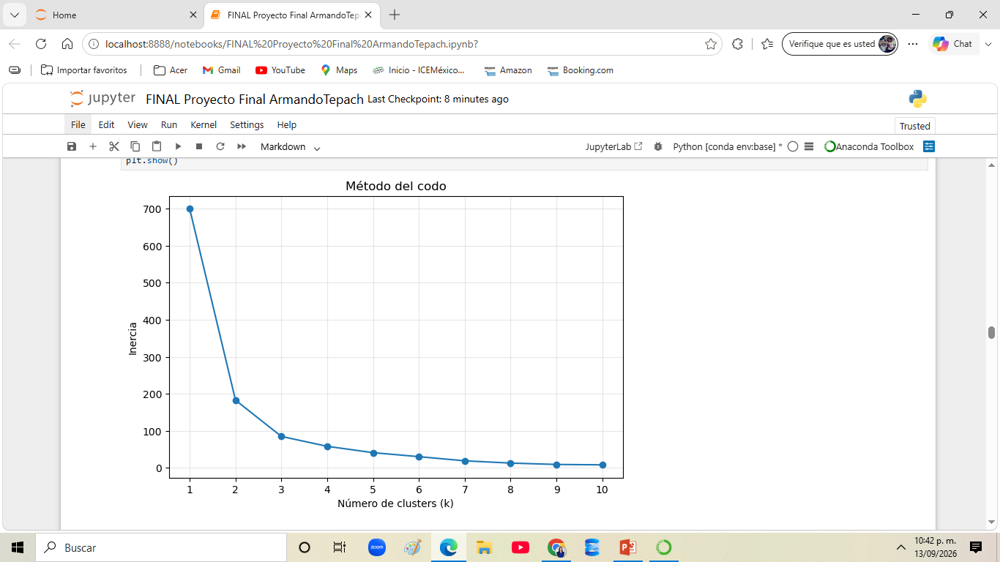 Home
FINAL Proyecto Final ArmandoTepa
localhost:8888/notebooks/FINAL%20Proyecto%20Final%20ArmandoTepach.ipynb?
Verifique que es usted
Chat
Importar favoritos
Acer
Gmail
YouTube
Maps
Inicio - ICEMéxico...
Amazon
Booking.com
jupyter FINAL Proyecto Final ArmandoTepach Last Checkpoint: 8 minutes ago
File Edit View Run Kernel Settings Help
Trusted
Markdown
JupyterLab
Python [conda env:base] *
Anaconda Toolbox
plt.show()
Método del codo
700
600
500
400
300
200
100
0
Inercia
1 2 3 4 5 6 7 8 9 10
Número de clusters (k)
Buscar
zoom
10:42 p. m.
13/09/2026